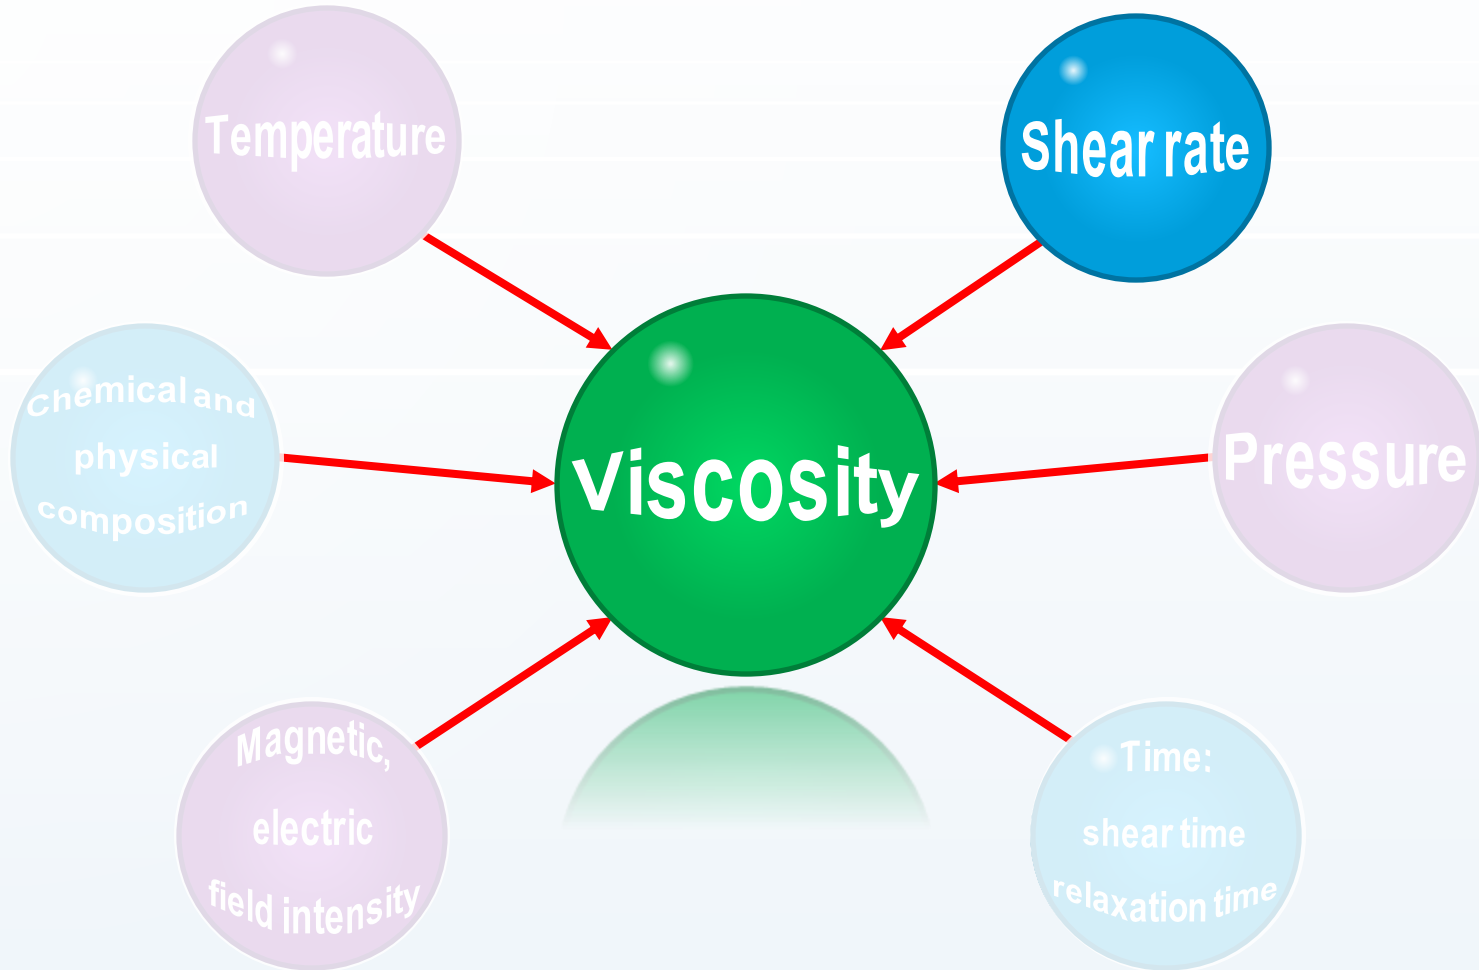 Temperature
Shear rate
Chemical and
physical
composition
Viscosity
Pressure
Magnetic,
electric
field intensity
Time:
shear time
relaxation time